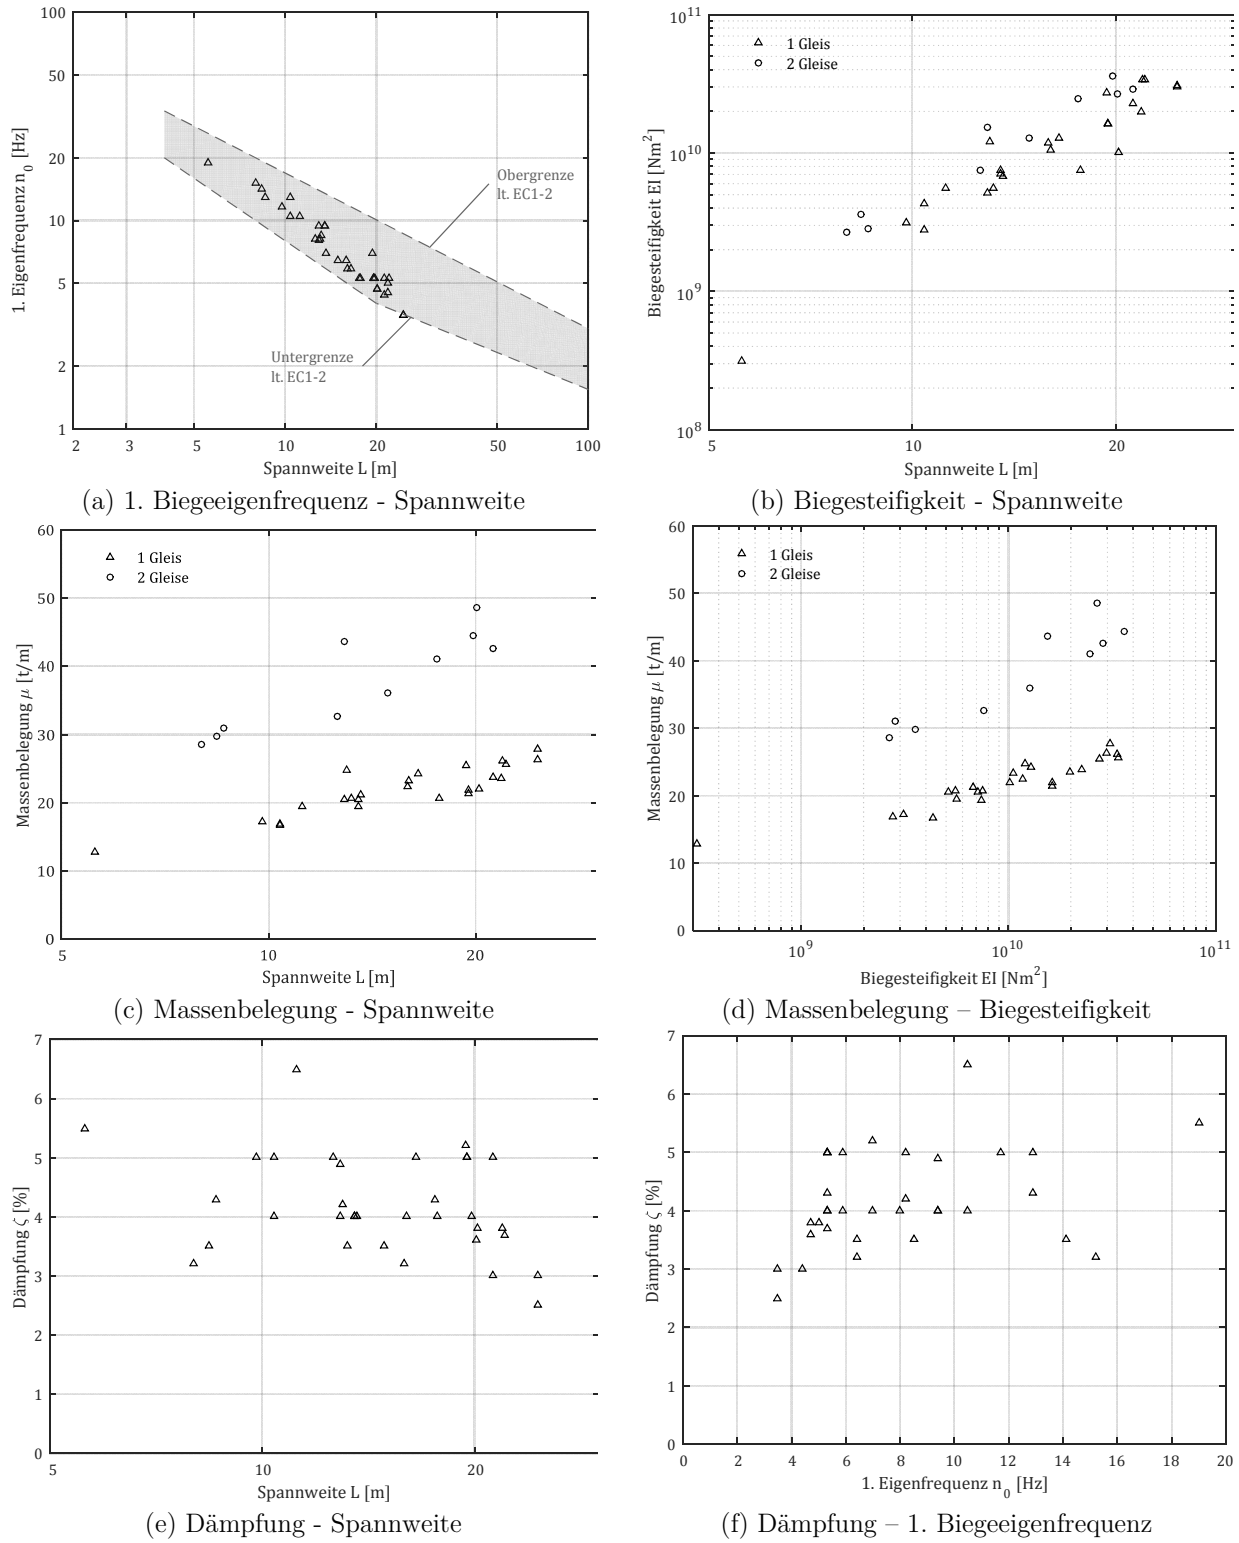 100
50
20
10
5
2
1
1. Eigenfrequenz n0 [Hz]
Obergrenze
lt. EC1-2
Untergrenze
lt. EC1-2
2 3 5 10 20 50 100
Spannweite L [m]
(a) 1. Biegeeigenfrequenz - Spannweite
10^11
10^10
10^9
10^8
Biegesteifigkeit EI [Nm^2]
1 Gleis
2 Gleise
5 10 20
Spannweite L [m]
(b) Biegesteifigkeit - Spannweite
60
50
40
30
20
10
0
Massenbelegung μ [t/m]
1 Gleis
2 Gleise
5 10 20
Spannweite L [m]
(c) Massenbelegung - Spannweite
60
50
40
30
20
10
0
Massenbelegung μ [t/m]
1 Gleis
2 Gleise
10^9 10^10 10^11
Biegesteifigkeit EI [Nm^2]
(d) Massenbelegung – Biegesteifigkeit
7
6
5
4
3
2
1
0
Dämpfung ζ [%]
5 10 20
Spannweite L [m]
(e) Dämpfung - Spannweite
7
6
5
4
3
2
1
0
Dämpfung ζ [%]
0 2 4 6 8 10 12 14 16 18 20
1. Eigenfrequenz n0 [Hz]
(f) Dämpfung – 1. Biegeeigenfrequenz